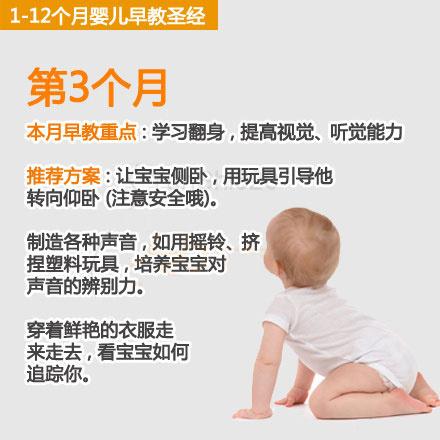 1-12个月婴儿早教圣经
第3个月
本月早教重点：学习翻身，提高视觉、听觉能力
推荐方案：让宝宝侧卧，用玩具引导他
转向仰卧 (注意安全哦)。
制造各种声音，如用摇铃、挤
捏塑料玩具，培养宝宝对
声音的辨别力。
穿着鲜艳的衣服走
来走去，看宝宝如何
追踪你。